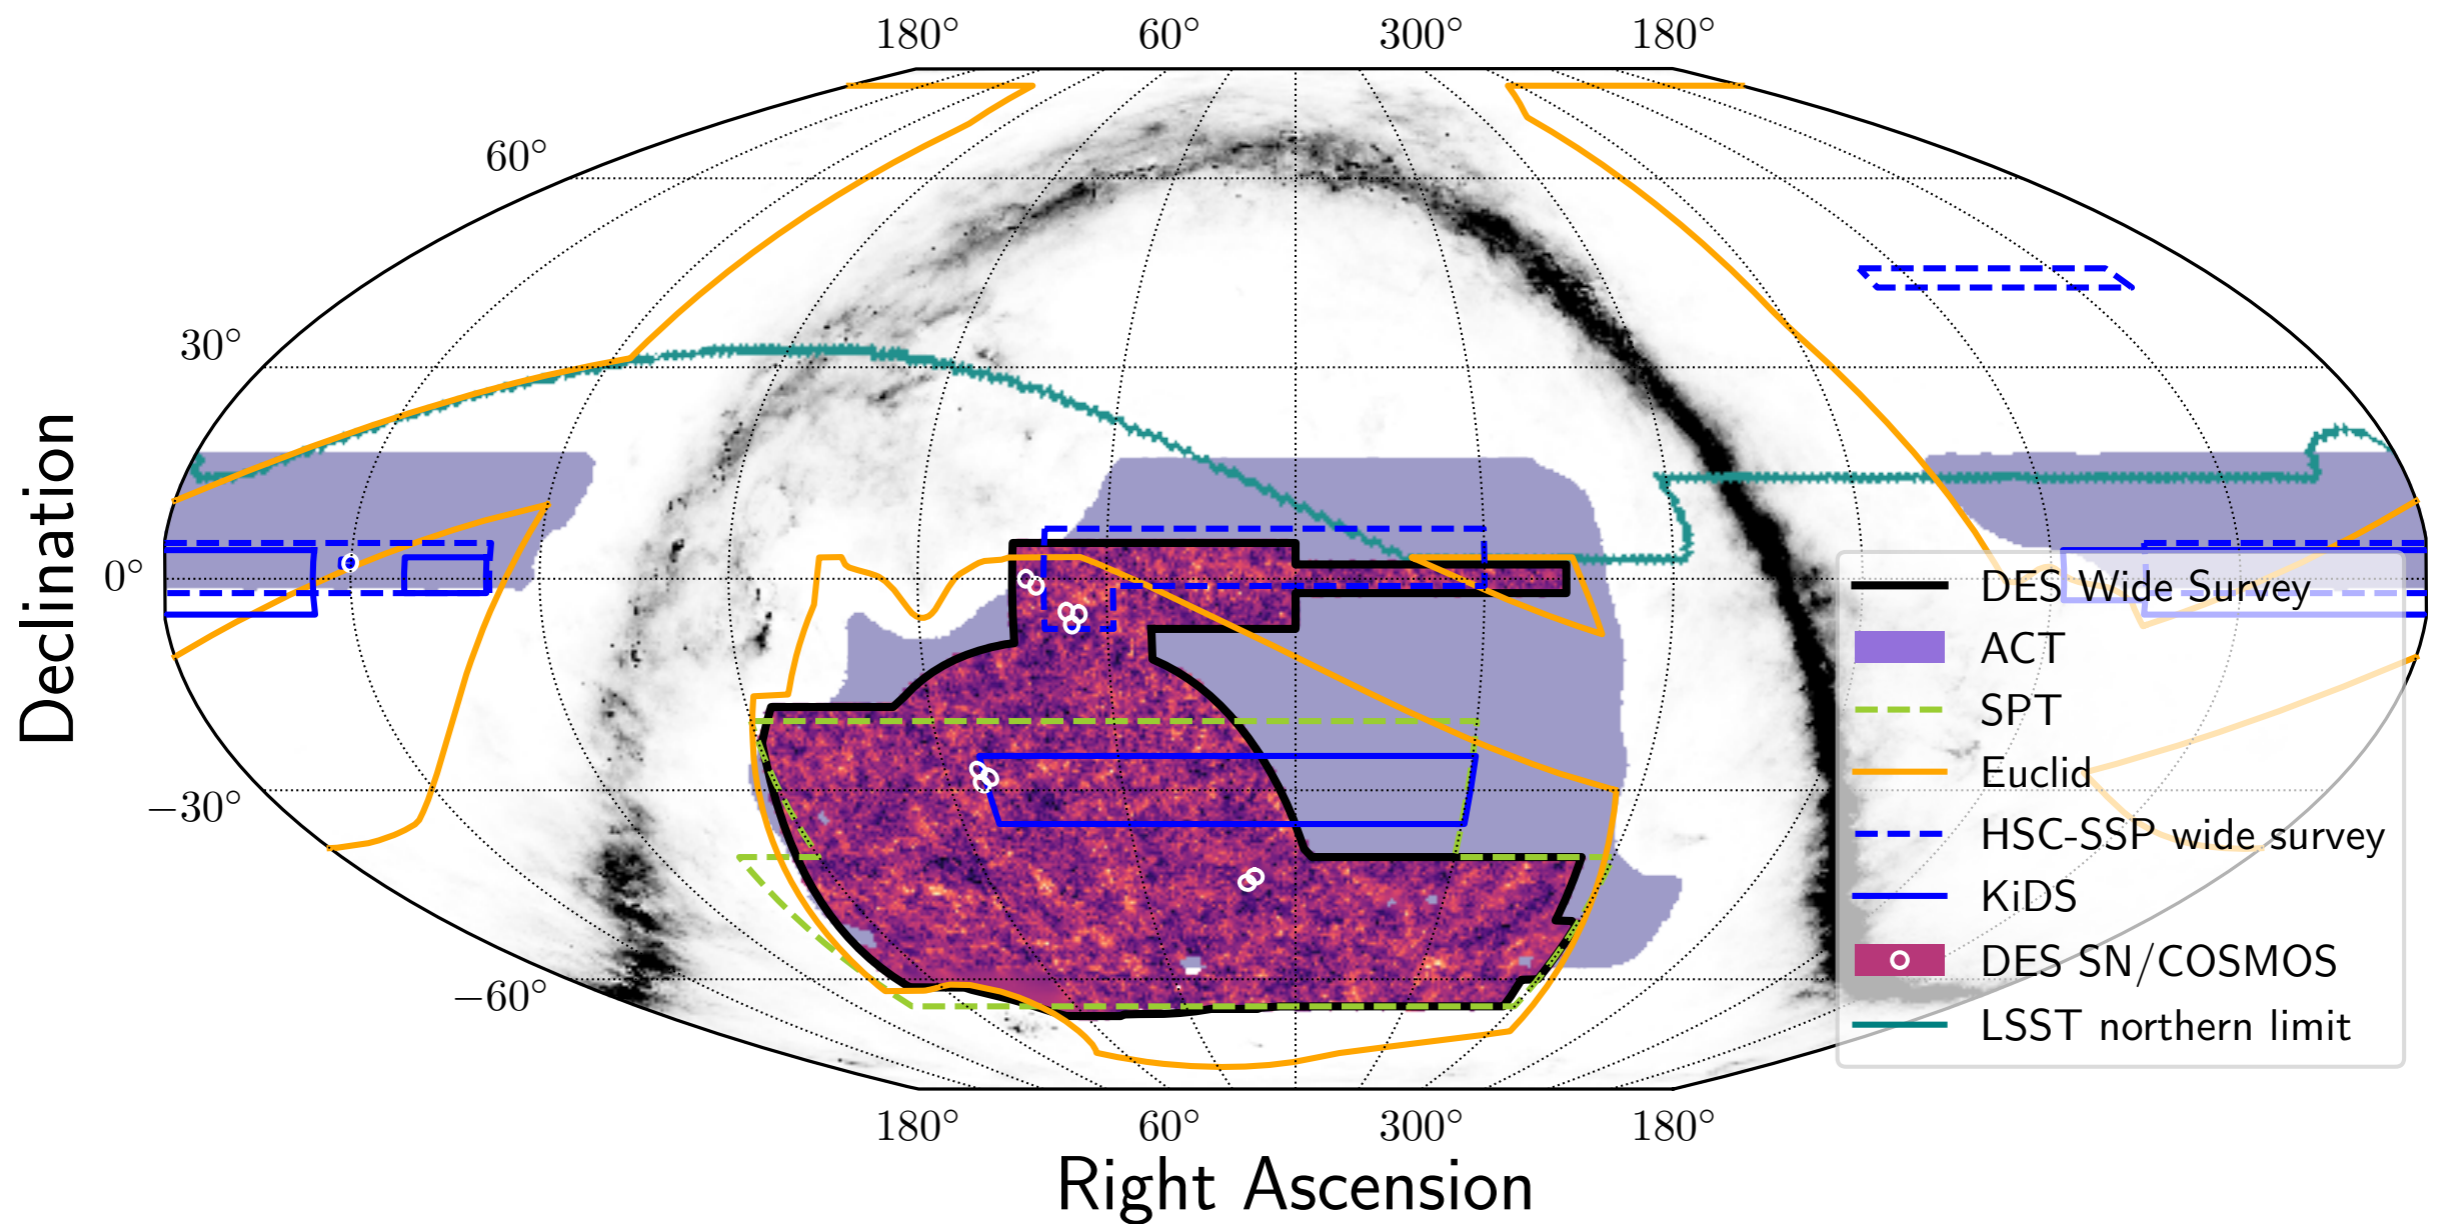 180° 60° 300° 180°
60°
30°
0°
−30°
−60°
Declination
DES Wide Survey
ACT
SPT
Euclid
HSC-SSP wide survey
KiDS
DES SN/COSMOS
LSST northern limit
180° 60° 300° 180°
Right Ascension